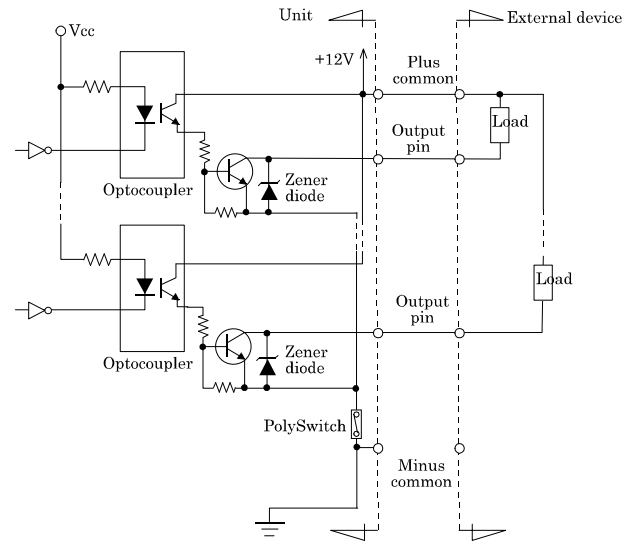 Unit
External device
Vcc
+12V
Plus
common
Load
Output
pin
Optocoupler
Zener
diode
Load
Output
pin
Optocoupler
Zener
diode
PolySwitch
Minus
common